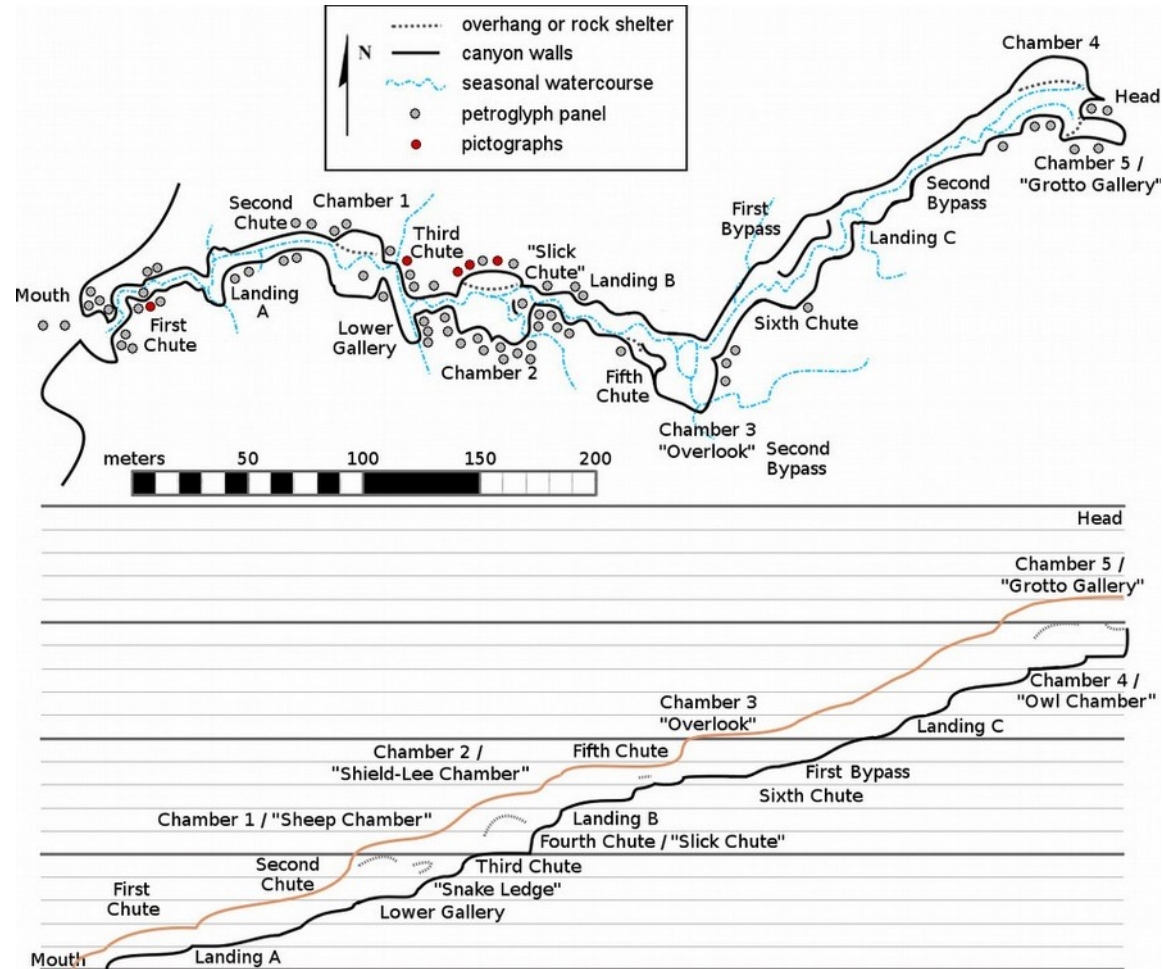 overhang or rock shelter
N
canyon walls
seasonal watercourse
petroglyph panel
pictographs
Chamber 4
Head
Chamber 5 /
"Grotto Gallery"
Second
Bypass
First
Bypass
Landing C
Second
Chute
Chamber 1
Third
Chute
"Slick
Chute"
Landing B
Sixth Chute
Mouth
Landing
A
First
Chute
Lower
Gallery
Chamber 2
Fifth
Chute
Chamber 3
"Overlook"
Second
Bypass
meters 50 100 150 200
Head
Chamber 5 /
"Grotto Gallery"
Chamber 4 /
"Owl Chamber"
Chamber 3
"Overlook"
Landing C
Chamber 2 /
"Shield-Lee Chamber"
Fifth Chute
First Bypass
Sixth Chute
Chamber 1 / "Sheep Chamber"
Landing B
Fourth Chute / "Slick Chute"
Second
Chute
Third Chute
"Snake Ledge"
First
Chute
Lower Gallery
Mouth
Landing A